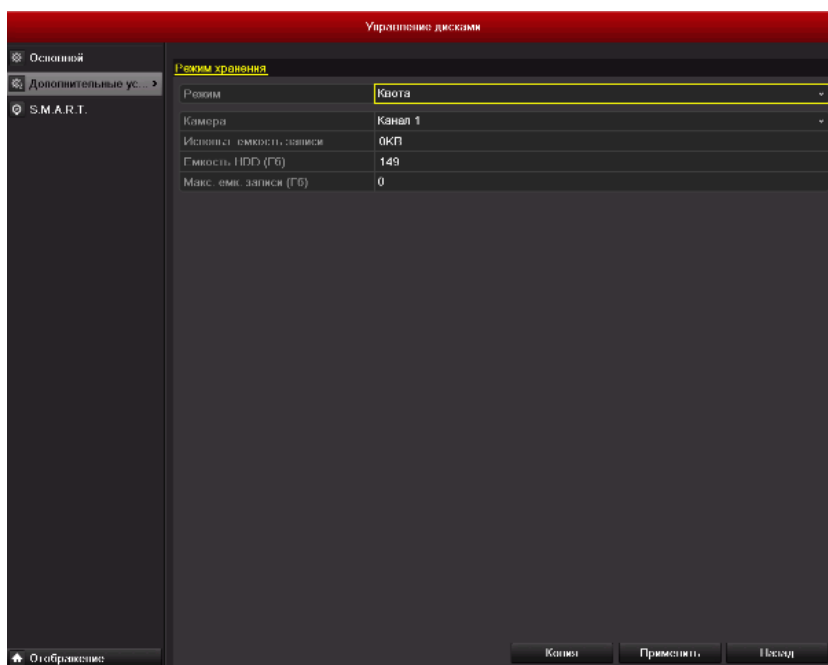 Управление дисками
Основной
Дополнительные ус... >
S.M.A.R.T.
Режим хранения
Режим Квота
Камера Канал 1
Использ. емкость записи 0КП
Емкость HDD (Гб) 149
Макс. емк. записи (Гб) 0
Копия Применить Назад
Отображение